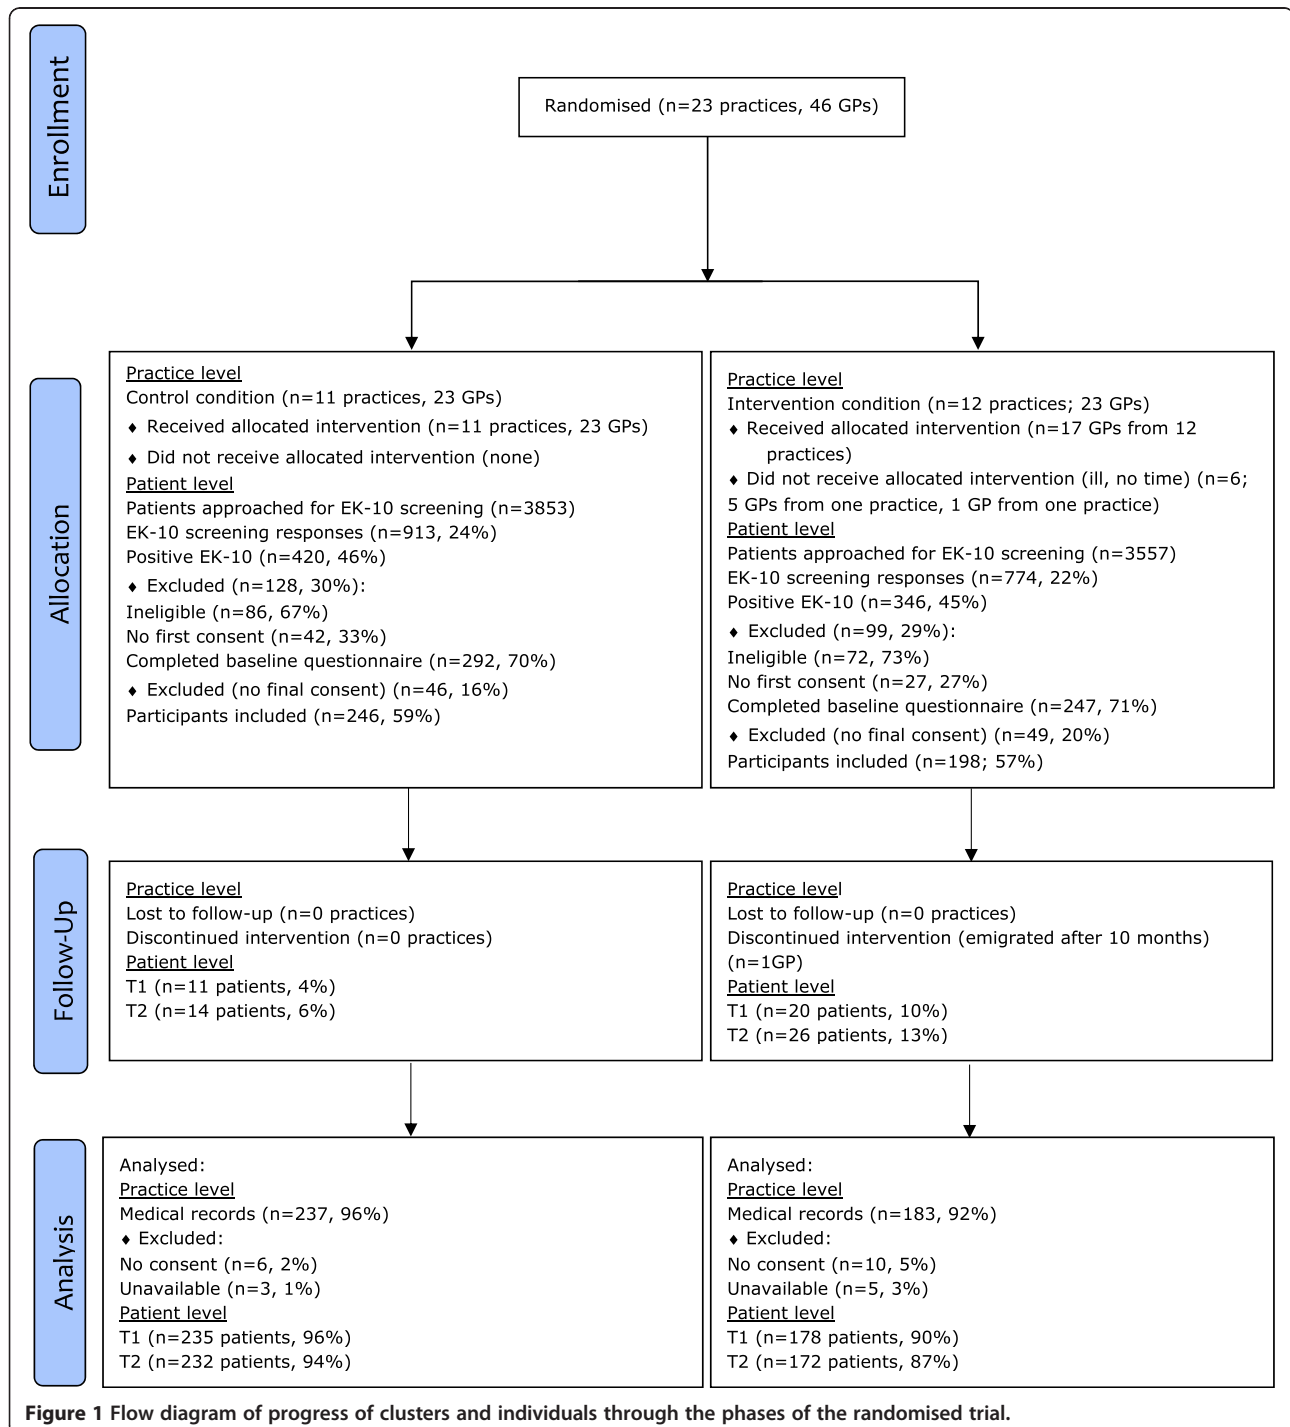 Enrollment
Randomised (n=23 practices, 46 GPs)
Allocation
Practice level
Control condition (n=11 practices, 23 GPs)
♦ Received allocated intervention (n=11 practices, 23 GPs)
♦ Did not receive allocated intervention (none)
Patient level
Patients approached for EK-10 screening (n=3853)
EK-10 screening responses (n=913, 24%)
Positive EK-10 (n=420, 46%)
♦ Excluded (n=128, 30%):
Ineligible (n=86, 67%)
No first consent (n=42, 33%)
Completed baseline questionnaire (n=292, 70%)
♦ Excluded (no final consent) (n=46, 16%)
Participants included (n=246, 59%)
Practice level
Intervention condition (n=12 practices; 23 GPs)
♦ Received allocated intervention (n=17 GPs from 12
practices)
♦ Did not receive allocated intervention (ill, no time) (n=6;
5 GPs from one practice, 1 GP from one practice)
Patient level
Patients approached for EK-10 screening (n=3557)
EK-10 screening responses (n=774, 22%)
Positive EK-10 (n=346, 45%)
♦ Excluded (n=99, 29%):
Ineligible (n=72, 73%)
No first consent (n=27, 27%)
Completed baseline questionnaire (n=247, 71%)
♦ Excluded (no final consent) (n=49, 20%)
Participants included (n=198; 57%)
Follow-Up
Practice level
Lost to follow-up (n=0 practices)
Discontinued intervention (n=0 practices)
Patient level
T1 (n=11 patients, 4%)
T2 (n=14 patients, 6%)
Practice level
Lost to follow-up (n=0 practices)
Discontinued intervention (emigrated after 10 months)
(n=1GP)
Patient level
T1 (n=20 patients, 10%)
T2 (n=26 patients, 13%)
Analysis
Analysed:
Practice level
Medical records (n=237, 96%)
♦ Excluded:
No consent (n=6, 2%)
Unavailable (n=3, 1%)
Patient level
T1 (n=235 patients, 96%)
T2 (n=232 patients, 94%)
Analysed:
Practice level
Medical records (n=183, 92%)
♦ Excluded:
No consent (n=10, 5%)
Unavailable (n=5, 3%)
Patient level
T1 (n=178 patients, 90%)
T2 (n=172 patients, 87%)
Figure 1 Flow diagram of progress of clusters and individuals through the phases of the randomised trial.